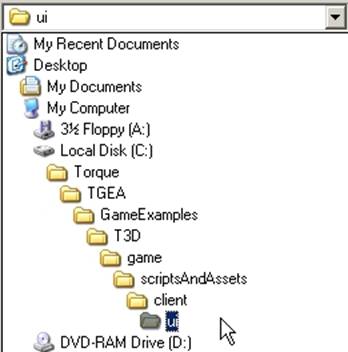 ui
My Recent Documents
Desktop
My Documents
My Computer
3½ Floppy (A:)
Local Disk (C:)
Torque
TGEA
GameExamples
T3D
game
scriptsAndAssets
client
ui
DVD-RAM Drive (D:)